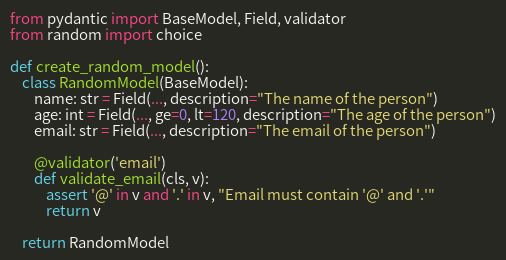 from pydantic import BaseModel, Field, validator
from random import choice

def create_random_model():
    class RandomModel(BaseModel):
        name: str = Field(..., description="The name of the person")
        age: int = Field(..., ge=0, lt=120, description="The age of the person")
        email: str = Field(..., description="The email of the person")

        @validator('email')
        def validate_email(cls, v):
            assert '@' in v and '.' in v, "Email must contain '@' and '.'"
            return v

    return RandomModel